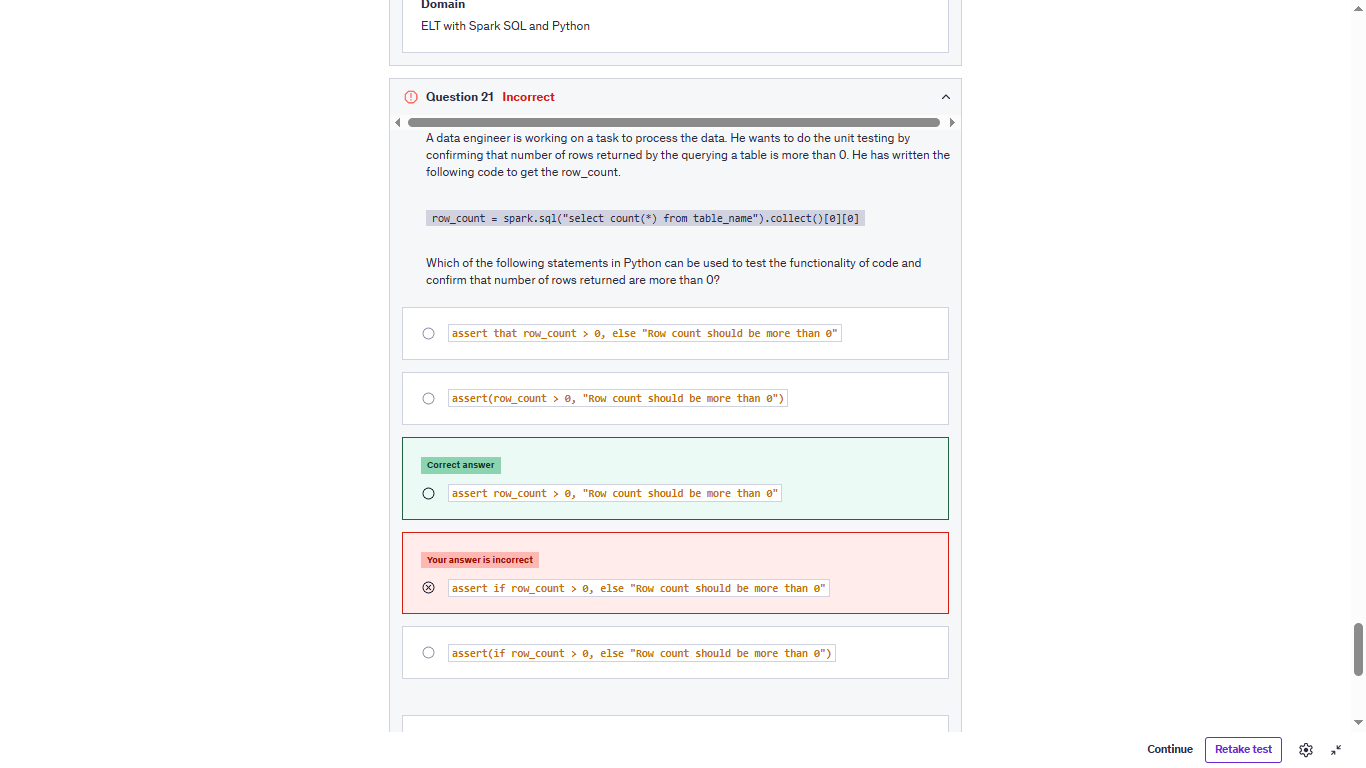 Domain
ELT with Spark SQL and Python
Question 21 Incorrect
A data engineer is working on a task to process the data. He wants to do the unit testing by
confirming that number of rows returned by the querying a table is more than 0. He has written the
following code to get the row_count.
row_count = spark.sql("select count(*) from table_name").collect()[0][0]
Which of the following statements in Python can be used to test the functionality of code and
confirm that number of rows returned are more than 0?
assert that row_count > 0, else "Row count should be more than 0"
assert(row_count > 0, "Row count should be more than 0")
Correct answer
assert row_count > 0, "Row count should be more than 0"
Your answer is incorrect
assert if row_count > 0, else "Row count should be more than 0"
assert(if row_count > 0, else "Row count should be more than 0")
Continue
Retake test